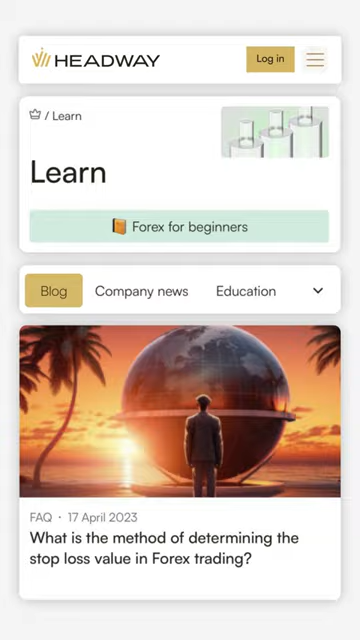 HEADWAY
Log in
/ Learn
Learn
Forex for beginners
Blog
Company news
Education
FAQ · 17 April 2023
What is the method of determining the
stop loss value in Forex trading?